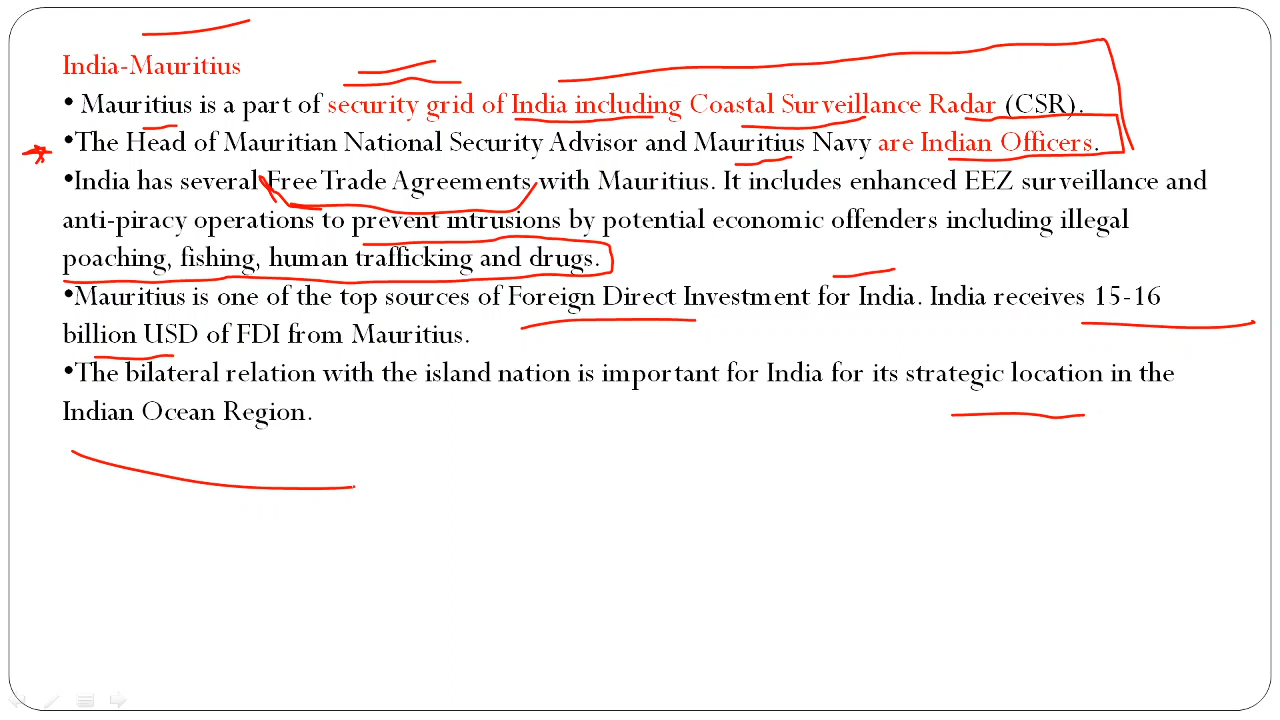 India-Mauritius
• Mauritius is a part of security grid of India including Coastal Surveillance Radar (CSR).
•The Head of Mauritian National Security Advisor and Mauritius Navy are Indian Officers.
•India has several Free Trade Agreements with Mauritius. It includes enhanced EEZ surveillance and
anti-piracy operations to prevent intrusions by potential economic offenders including illegal
poaching, fishing, human trafficking and drugs.
•Mauritius is one of the top sources of Foreign Direct Investment for India. India receives 15-16
billion USD of FDI from Mauritius.
•The bilateral relation with the island nation is important for India for its strategic location in the
Indian Ocean Region.